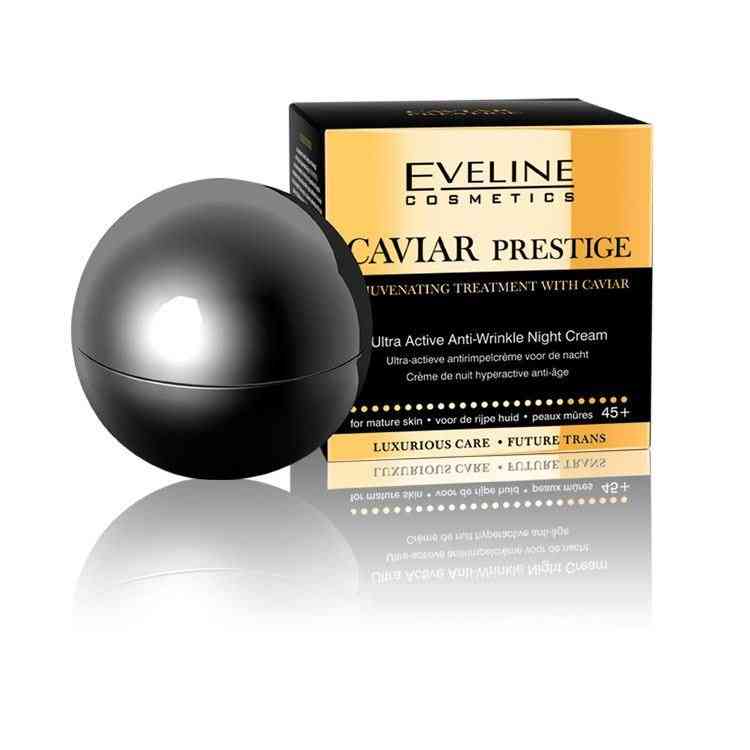 CAVIAR
PRESTIGE
EVELINE
COSMETICS
CAVIAR PRESTIGE
JUVENATING TREATMENT WITH CAVIAR
Ultra Active Anti-Wrinkle Night Cream
Ultra-actieve antirimpelcrème voor de nacht
Crème de nuit hyperactive anti-âge
for mature skin • voor de rijpe huid • peaux mûres 45+
LUXURIOUS CARE • FUTURE TRANS